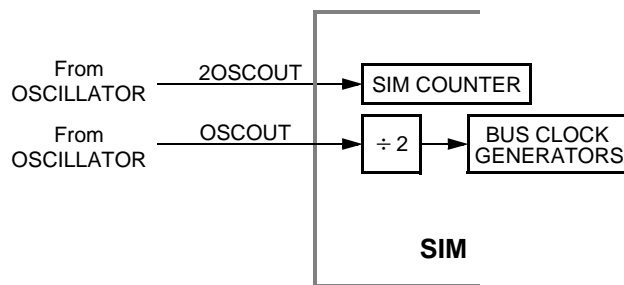 From
OSCILLATOR
2OSCOUT
SIM COUNTER
From
OSCILLATOR
OSCOUT
÷ 2
BUS CLOCK
GENERATORS
SIM